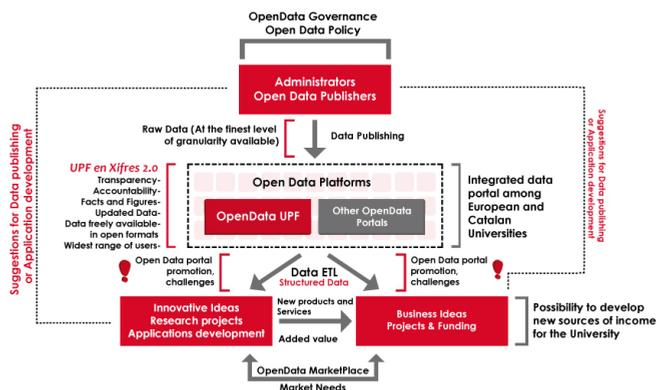 OpenData Governance
Open Data Policy
Administrators
Open Data Publishers
Raw Data (At the finest level
of granularity available)
Data Publishing
Suggestions for Data publishing
or Application development
Suggestions for Data publishing
or Application development
UPF en Xifres 2.0
Transparency-
Accountability-
Facts and Figures-
Updated Data-
Data freely available-
in open formats
Widest range of users-
Open Data Platforms
OpenData UPF
Other OpenData
Portals
Integrated data
portal among
European and
Catalan
Universities
Open Data portal
promotion,
challenges
Data ETL
Structured Data
Open Data portal
promotion,
challenges
Innovative Ideas
Research projects
Applications development
New products and
Services
Added value
Business Ideas
Projects & Funding
Possibility to develop
new sources of income
for the University
OpenData MarketPlace
Market Needs